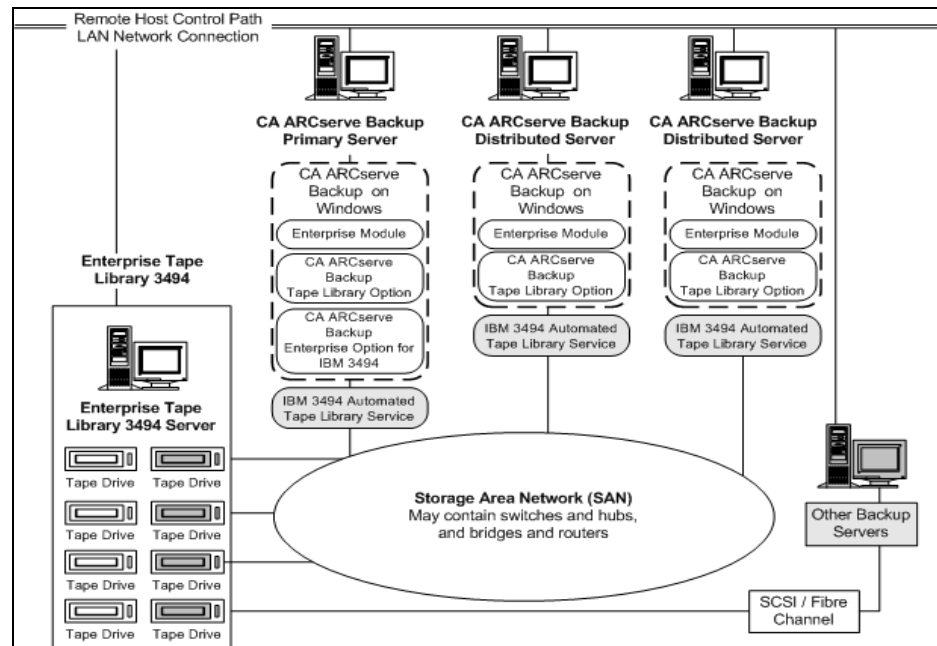 Remote Host Control Path
LAN Network Connection
CA ARCserve Backup
Primary Server
CA ARCserve Backup
Distributed Server
CA ARCserve Backup
Distributed Server
CA ARCserve
Backup on
Windows
Enterprise Module
CA ARCserve
Backup
Tape Library Option
CA ARCserve
Backup
Enterprise Option for
IBM 3494
IBM 3494 Automated
Tape Library Service
CA ARCserve
Backup on
Windows
Enterprise Module
CA ARCserve
Backup
Tape Library Option
IBM 3494 Automated
Tape Library Service
CA ARCserve
Backup on
Windows
Enterprise Module
CA ARCserve
Backup
Tape Library Option
IBM 3494 Automated
Tape Library Service
Enterprise Tape
Library 3494
Enterprise Tape
Library 3494 Server
Tape Drive
Tape Drive
Tape Drive
Tape Drive
Tape Drive
Tape Drive
Tape Drive
Tape Drive
Storage Area Network (SAN)
May contain switches and hubs,
and bridges and routers
Other Backup
Servers
SCSI / Fibre
Channel